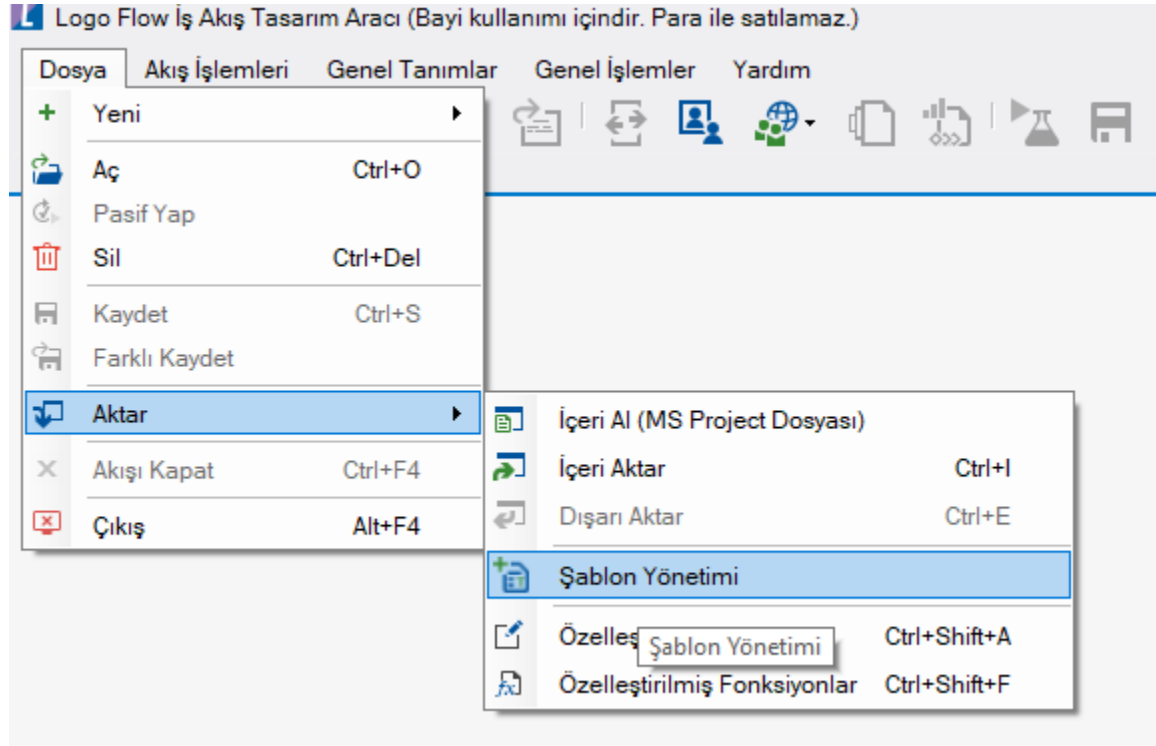 Logo Flow İş Akış Tasarım Aracı (Bayi kullanımı içindir. Para ile satılamaz.)
Dosya Akış İşlemleri Genel Tanımlar Genel İşlemler Yardım
Yeni
Aç Ctrl+O
Pasif Yap
Sil Ctrl+Del
Kaydet Ctrl+S
Farklı Kaydet
Aktar
Akışı Kapat Ctrl+F4
Çıkış Alt+F4
İçeri Al (MS Project Dosyası)
İçeri Aktar Ctrl+I
Dışarı Aktar Ctrl+E
Şablon Yönetimi
Özelleş Ctrl+Shift+A
Şablon Yönetimi
Özelleştirilmiş Fonksiyonlar Ctrl+Shift+F